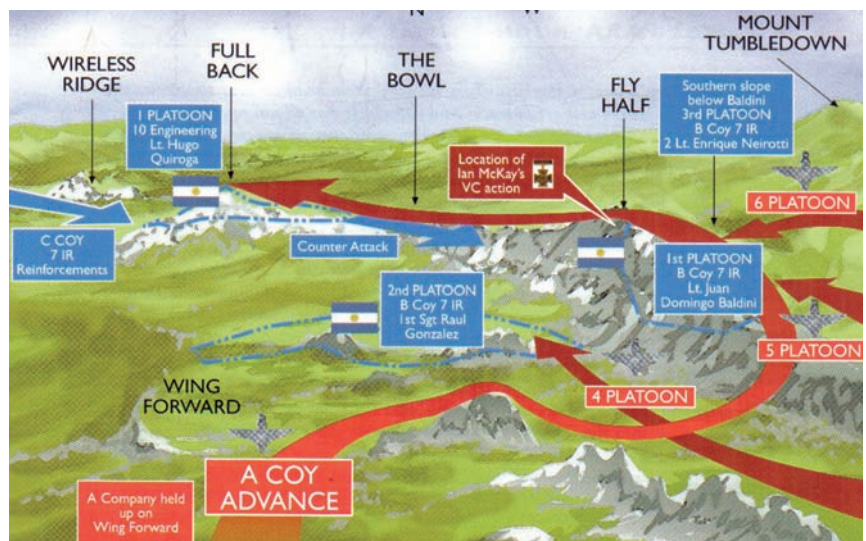 N W
WIRELESS
RIDGE
FULL
BACK
THE
BOWL
FLY
HALF
MOUNT
TUMBLEDOWN
1 PLATOON
10 Engineering
Lt. Hugo
Quiroga
Location of
Ian McKay's
VC action
Southern slope
below Baldini
3rd PLATOON
B Coy 7 IR
2 Lt. Enrique Neirotti
6 PLATOON
C COY
7 IR
Reinforcements
Counter Attack
1st PLATOON
B Coy 7 IR
Lt. Juan
Domingo Baldini
2nd PLATOON
B Coy 7 IR
1st Sgt Raul
Gonzalez
5 PLATOON
WING
FORWARD
4 PLATOON
A COY
ADVANCE
A Company held
up on
Wing Forward